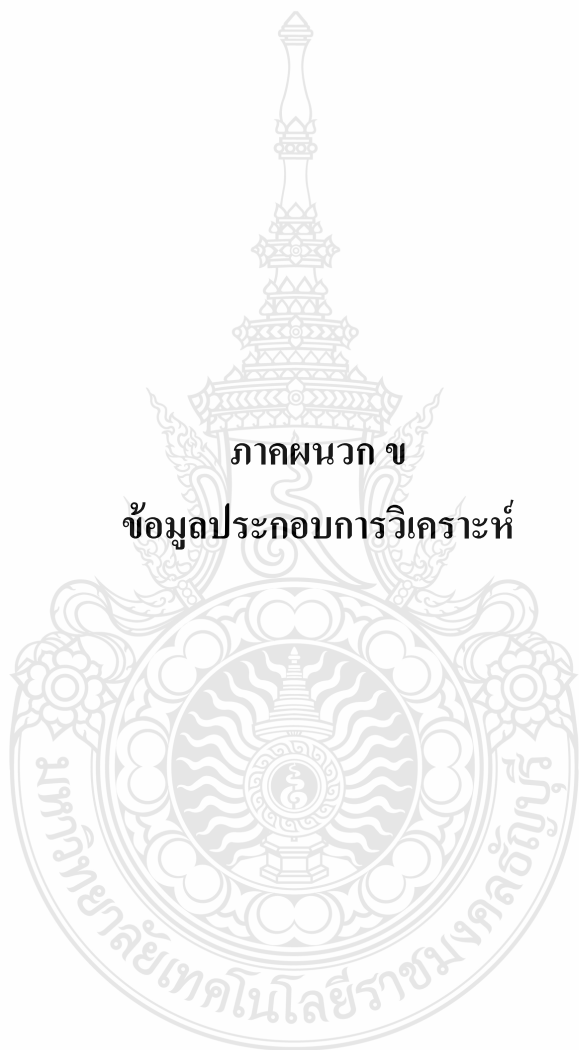 ภาคผนวก ข
ข้อมูลประกอบการวิเคราะห์
มหาวิทยาลัยเทคโนโลยีราชมงคลธัญบุรี